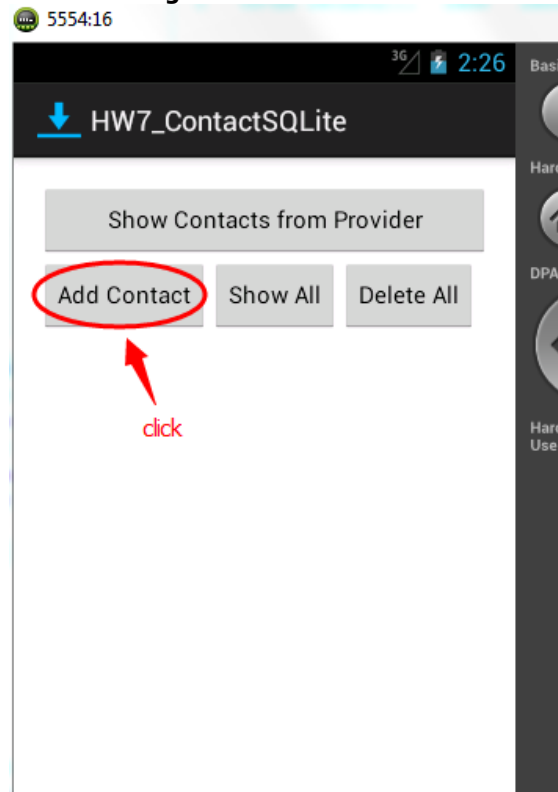 5554:16
3G 2:26
HW7_ContactSQLite
Show Contacts from Provider
Add Contact Show All Delete All
click